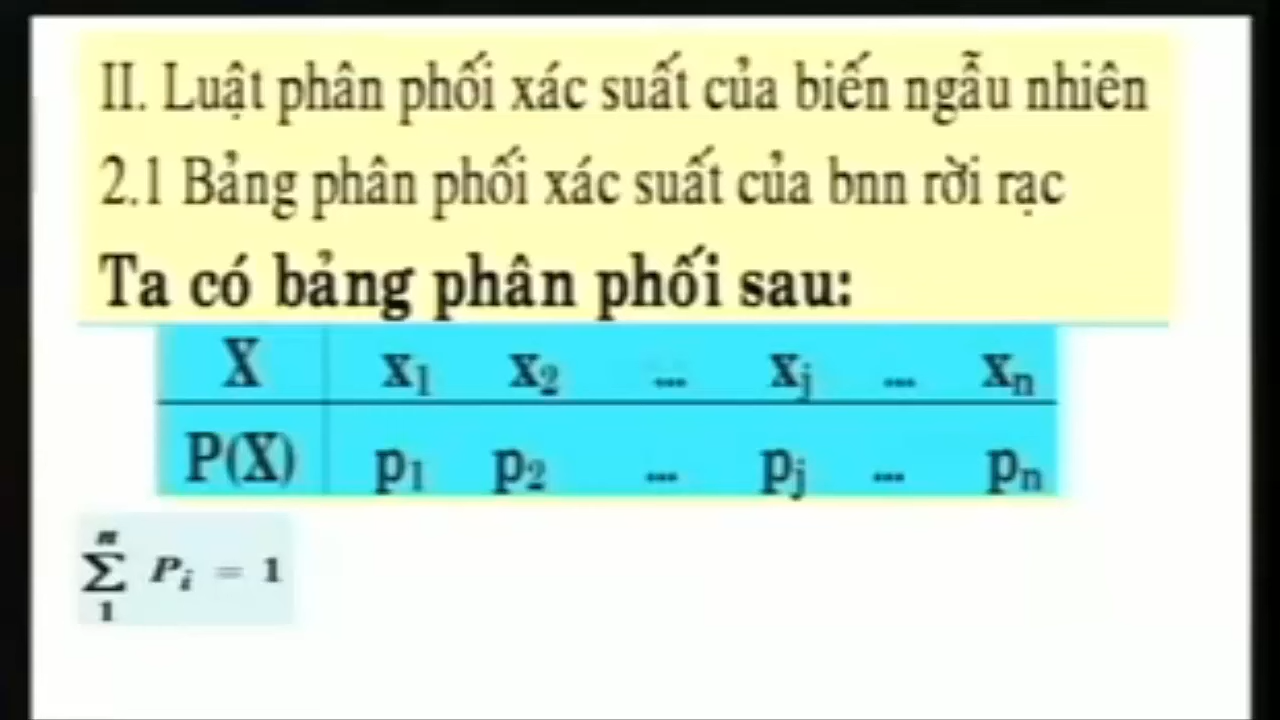 II. Luật phân phối xác suất của biến ngẫu nhiên
2.1 Bảng phân phối xác suất của bnn rời rạc
Ta có bảng phân phối sau:
X x₁ x₂ ... xⱼ ... xₙ
P(X) p₁ p₂ ... pⱼ ... pₙ
n
∑ Pᵢ = 1
1